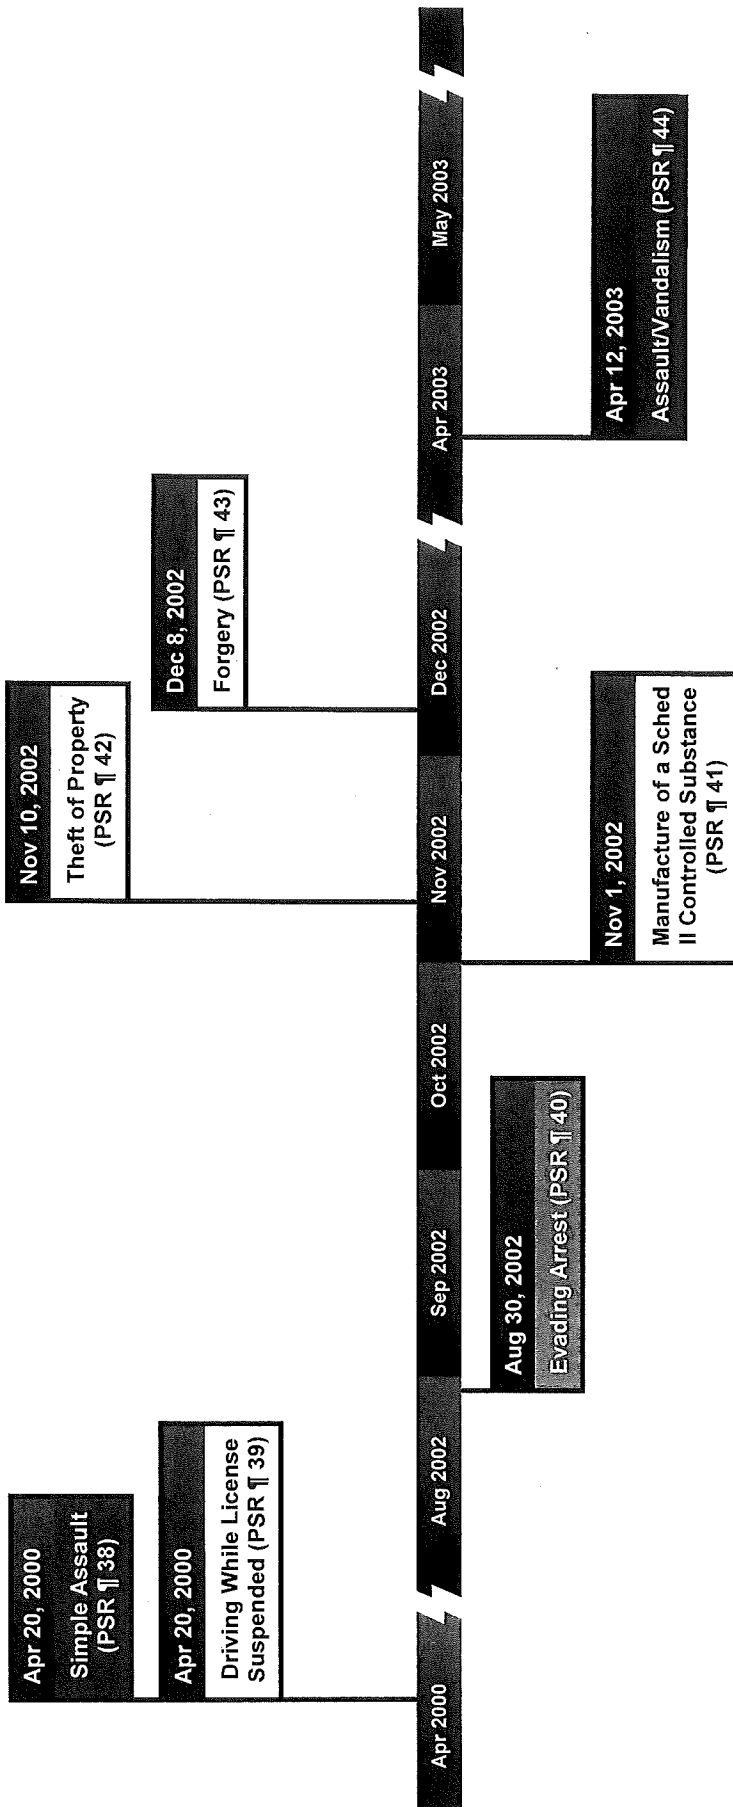 Apr 20, 2000
Simple Assault
(PSR ¶ 38)
Apr 20, 2000
Driving While License
Suspended (PSR ¶ 39)
Nov 10, 2002
Theft of Property
(PSR ¶ 42)
Dec 8, 2002
Forgery (PSR ¶ 43)
Apr 2000
Aug 2002
Sep 2002
Oct 2002
Nov 2002
Dec 2002
Apr 2003
May 2003
Aug 30, 2002
Evading Arrest (PSR ¶ 40)
Nov 1, 2002
Manufacture of a Sched
II Controlled Substance
(PSR ¶ 41)
Apr 12, 2003
Assault/Vandalism (PSR ¶ 44)